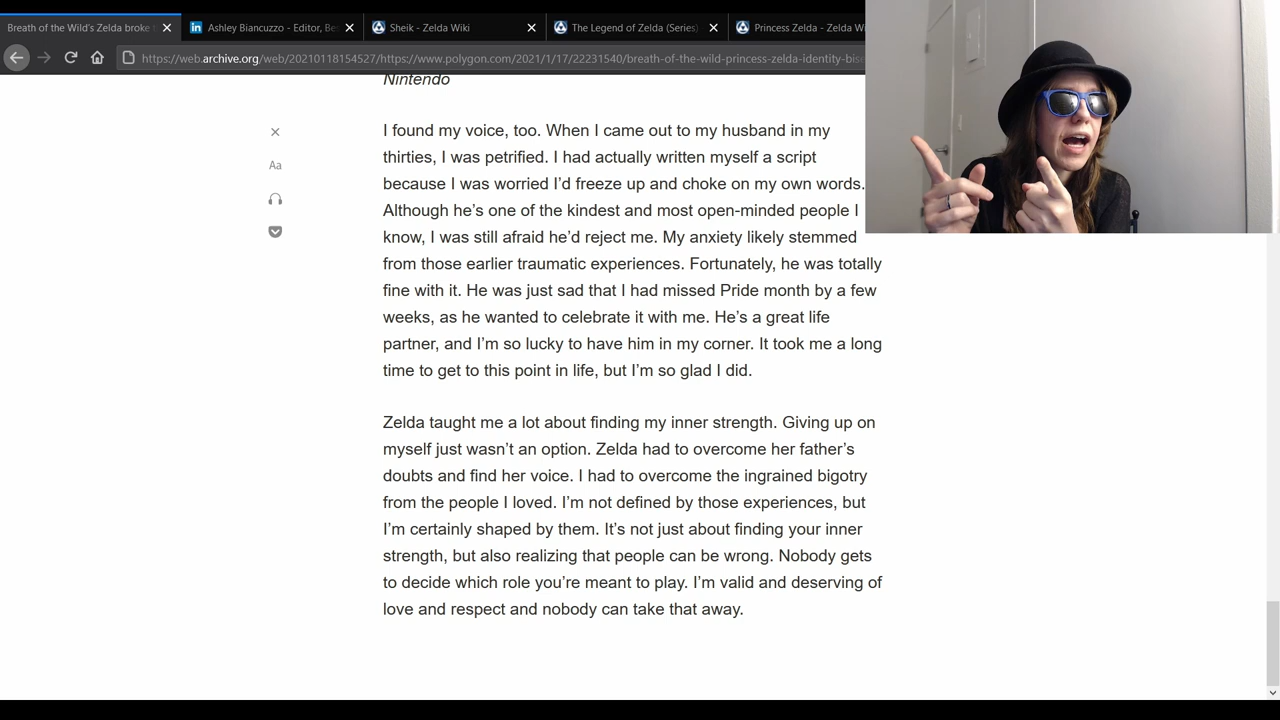 Breath of the Wild's Zelda broke
Ashley Biancuzzo - Editor, Be
Sheik - Zelda Wiki
The Legend of Zelda (Series)
Princess Zelda - Zelda Wi
https://web.archive.org/web/20210118154527/https://www.polygon.com/2021/1/17/22231540/breath-of-the-wild-princess-zelda-identity-bise
Nintendo
I found my voice, too. When I came out to my husband in my
thirties, I was petrified. I had actually written myself a script
because I was worried I'd freeze up and choke on my own words.
Although he's one of the kindest and most open-minded people I
know, I was still afraid he'd reject me. My anxiety likely stemmed
from those earlier traumatic experiences. Fortunately, he was totally
fine with it. He was just sad that I had missed Pride month by a few
weeks, as he wanted to celebrate it with me. He's a great life
partner, and I'm so lucky to have him in my corner. It took me a long
time to get to this point in life, but I'm so glad I did.
Zelda taught me a lot about finding my inner strength. Giving up on
myself just wasn't an option. Zelda had to overcome her father's
doubts and find her voice. I had to overcome the ingrained bigotry
from the people I loved. I'm not defined by those experiences, but
I'm certainly shaped by them. It's not just about finding your inner
strength, but also realizing that people can be wrong. Nobody gets
to decide which role you're meant to play. I'm valid and deserving of
love and respect and nobody can take that away.
Aa